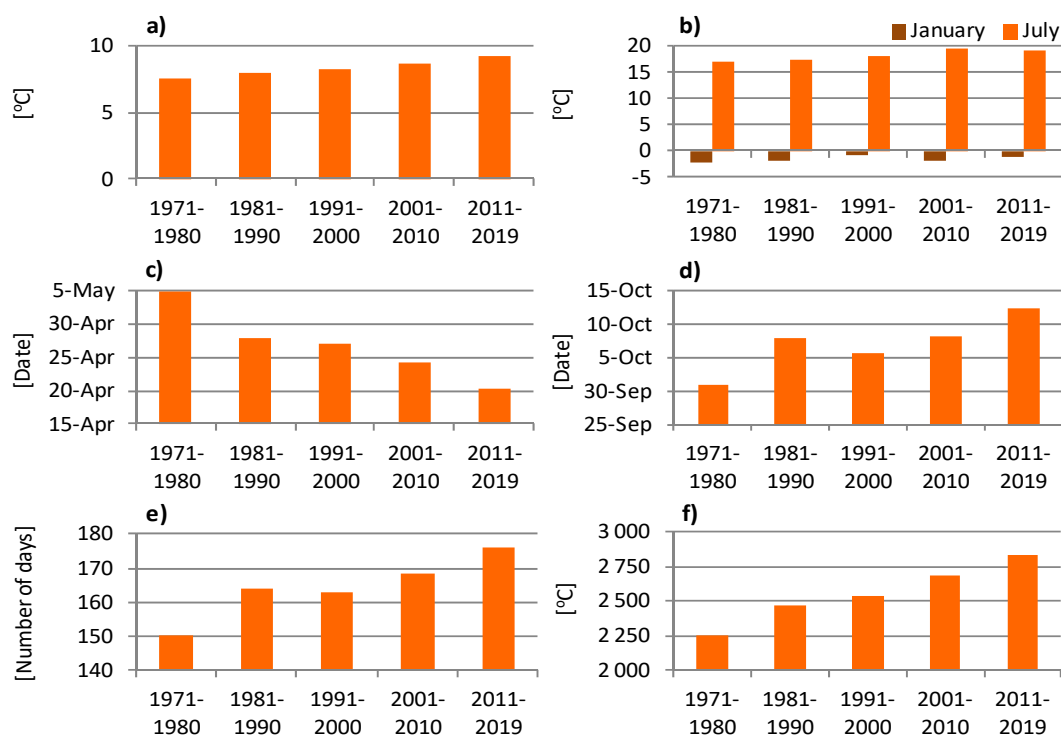 a)
10
5
0
[ºC]
1971- 1981- 1991- 2001- 2011-
1980 1990 2000 2010 2019
b)
January July
20
15
10
5
0
-5
[ºC]
1971- 1981- 1991- 2001- 2011-
1980 1990 2000 2010 2019
c)
5-May
30-Apr
25-Apr
20-Apr
15-Apr
[Date]
1971- 1981- 1991- 2001- 2011-
1980 1990 2000 2010 2019
d)
15-Oct
10-Oct
5-Oct
30-Sep
25-Sep
[Date]
1971- 1981- 1991- 2001- 2011-
1980 1990 2000 2010 2019
e)
180
170
160
150
140
[Number of days]
1971- 1981- 1991- 2001- 2011-
1980 1990 2000 2010 2019
f)
3 000
2 750
2 500
2 250
2 000
[ºC]
1971- 1981- 1991- 2001- 2011-
1980 1990 2000 2010 2019